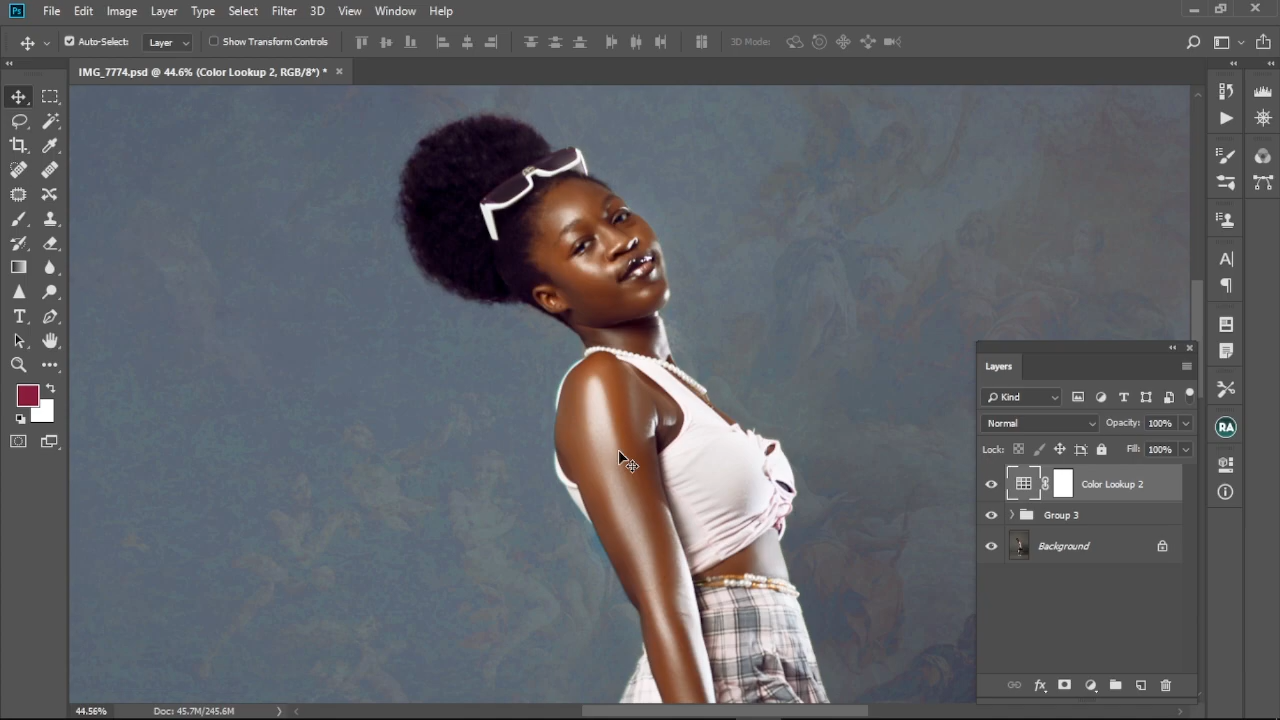 Ps File Edit Image Layer Type Select Filter 3D View Window Help
Auto-Select: Layer Show Transform Controls 3D Mode:
IMG_7774.psd @ 44.6% (Color Lookup 2, RGB/8*) *
Layers
Kind
Normal Opacity: 100%
Lock: Fill: 100%
Color Lookup 2
Group 3
Background
RA
44.56% Doc: 45.7M/245.6M